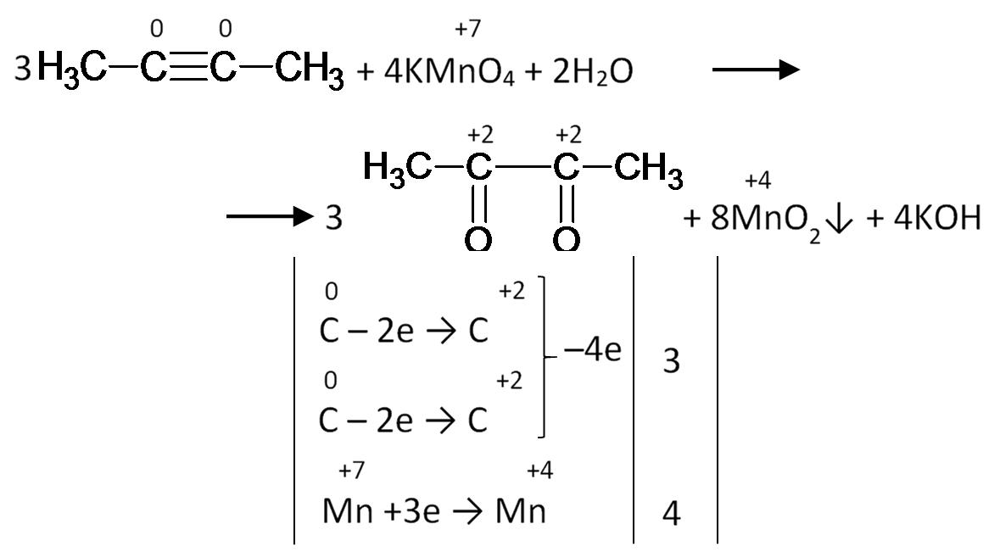 0 0 +7
3H₃C–C≡C–CH₃ + 4KMnO₄ + 2H₂O →
+2 +2
H₃C–C–C–CH₃
+4
→ 3 + 8MnO₂↓ + 4KOH
O O
0 +2
C – 2e → C
–4e 3
0 +2
C – 2e → C
+7 +4
Mn +3e → Mn 4